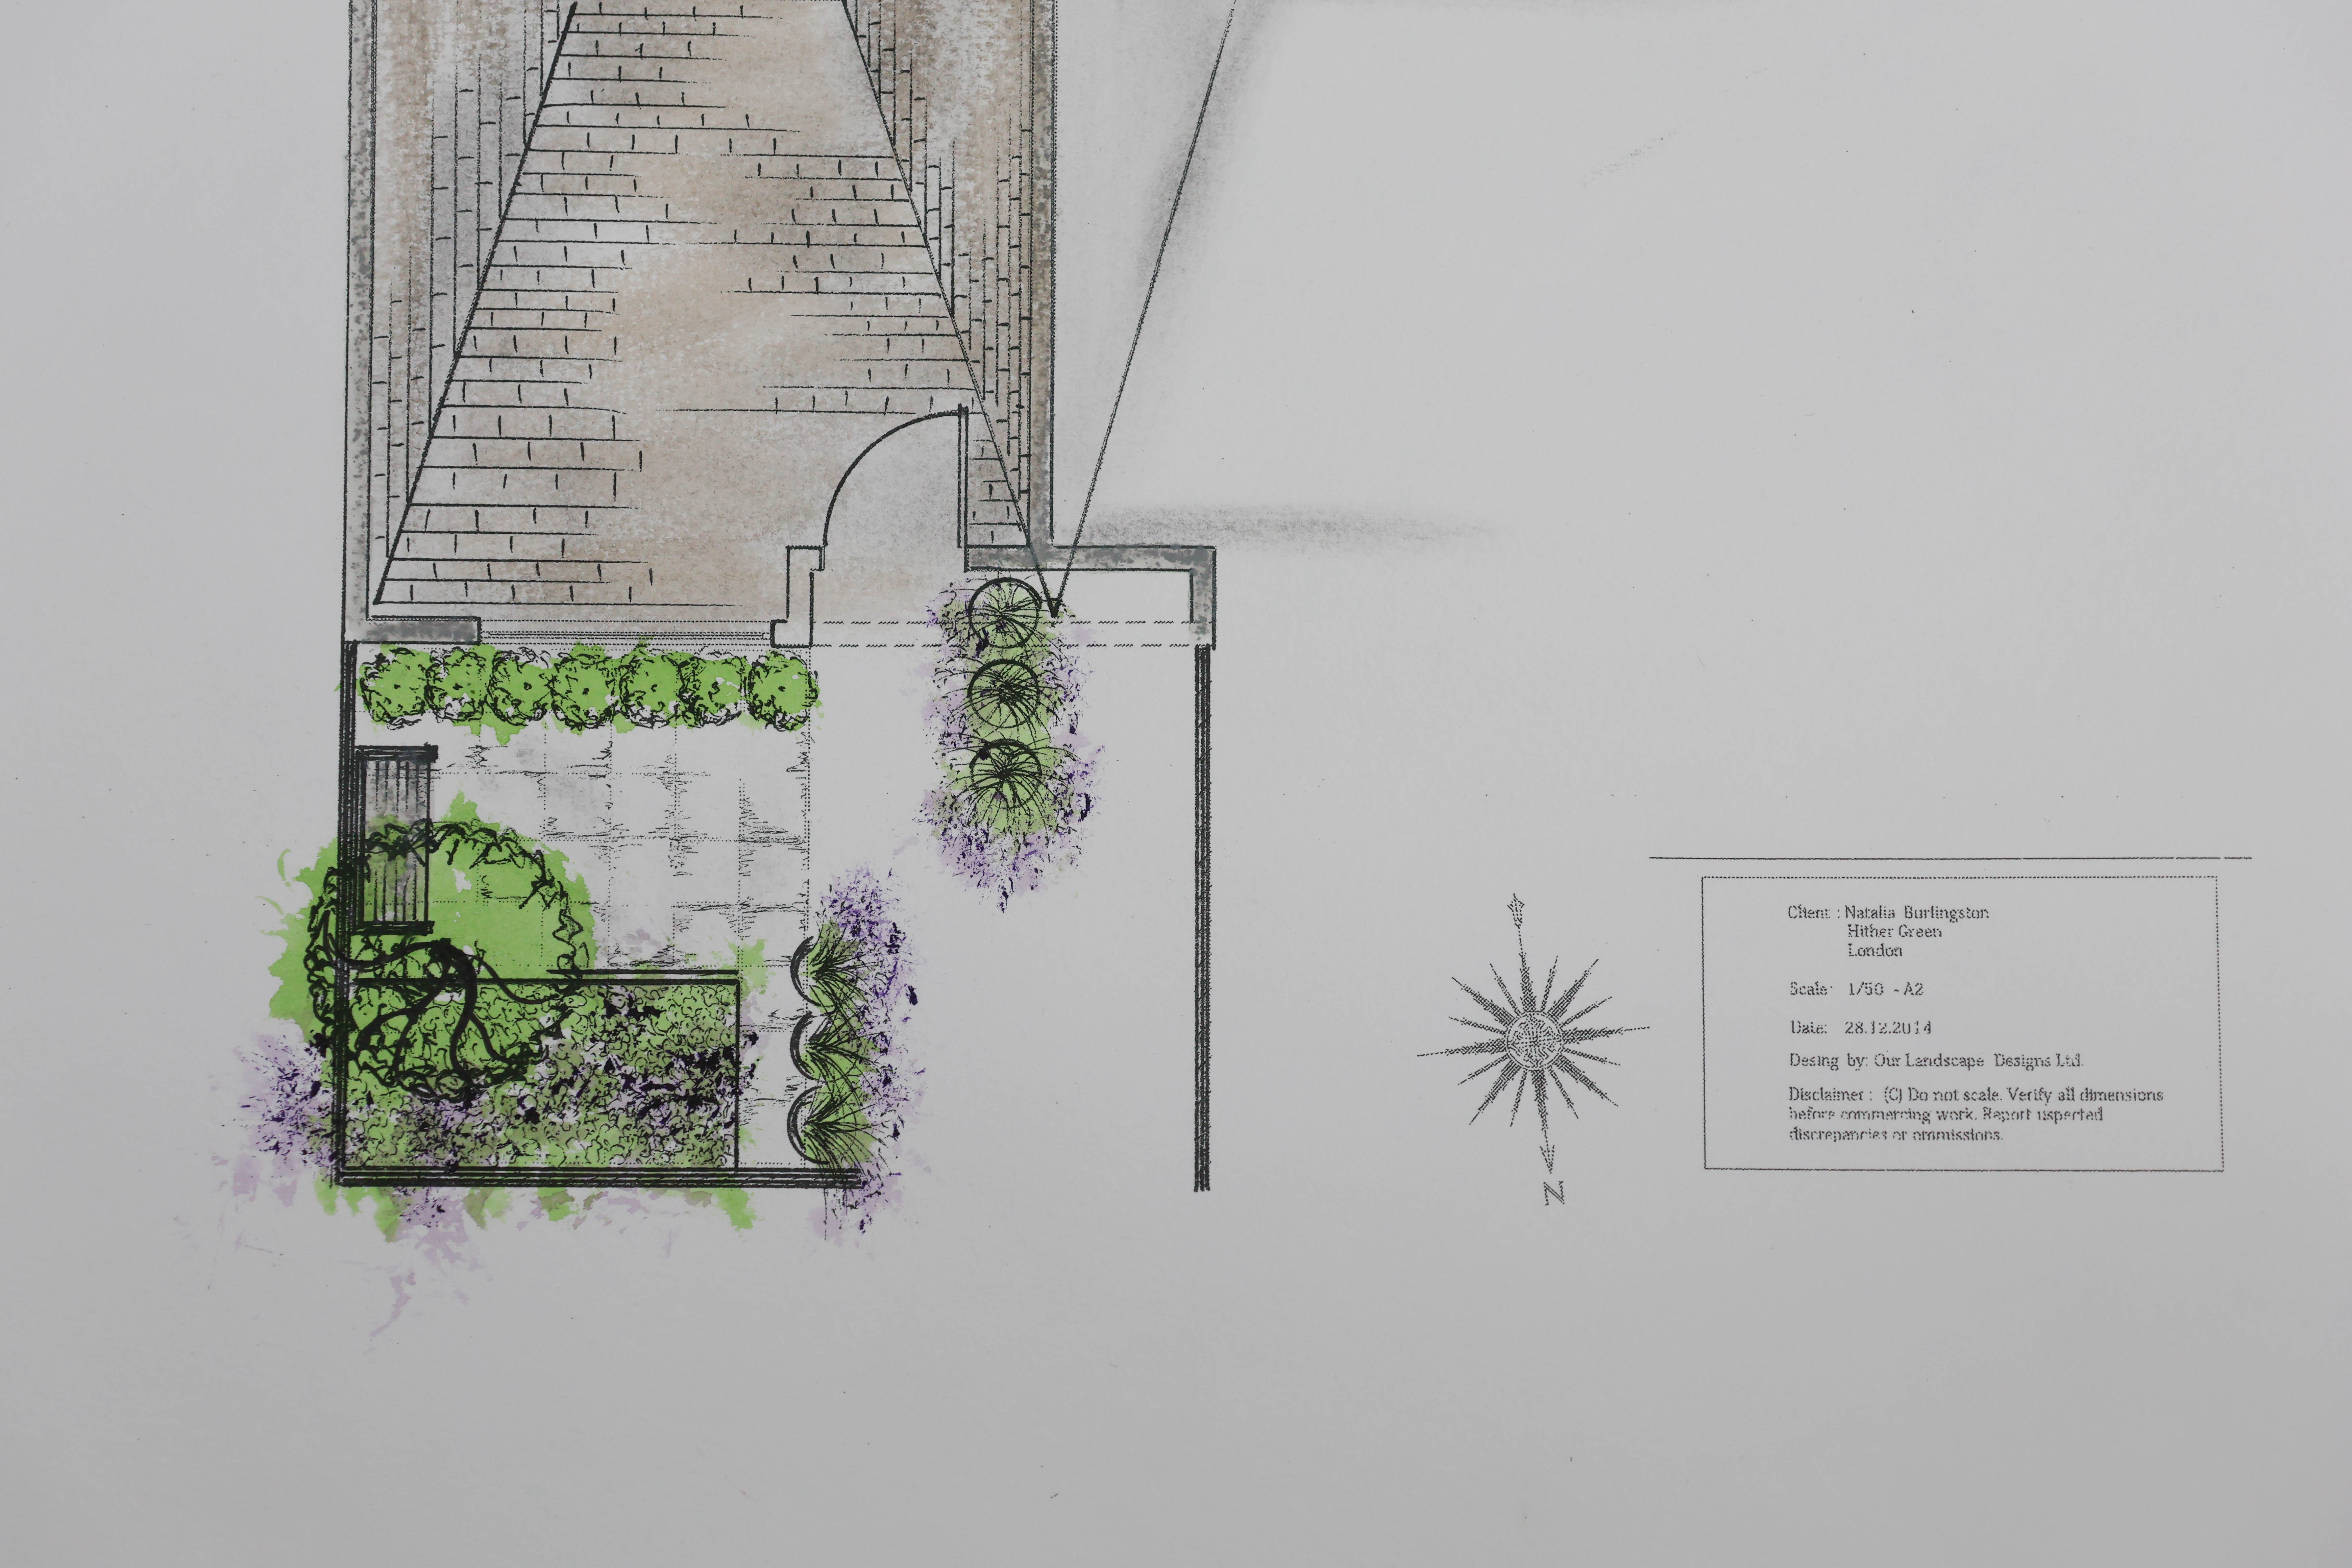 Client : Natalia Burlingston
Hither Green
London
Scale: 1/50 - A2
Date: 28.12.2014
Desing by: Our Landscape Designs Ltd.
Disclaimer : (C) Do not scale. Verify all dimensions
before commercing work. Report uspected
discrepancies or ommissions.
N